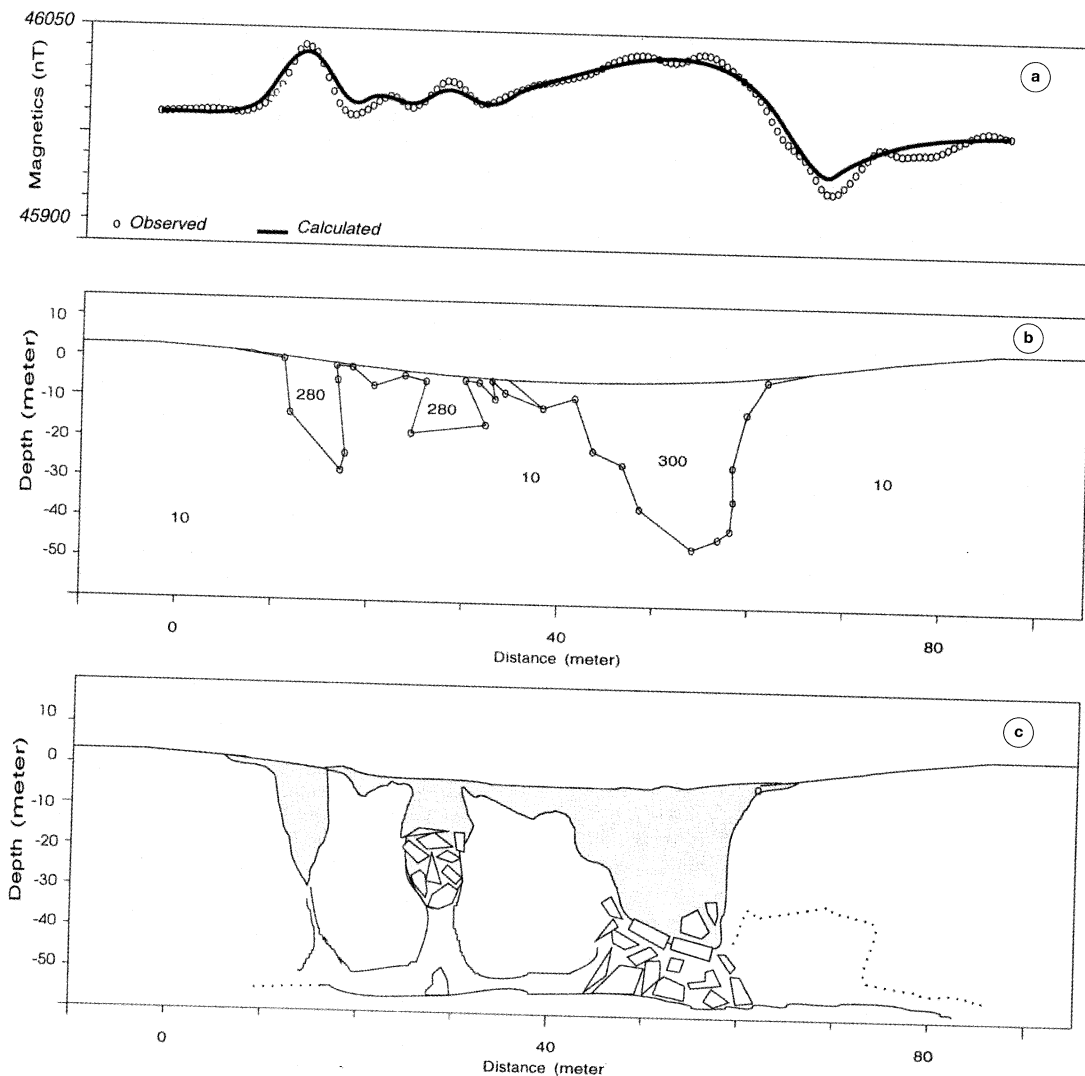 46050
Magnetics (nT)
a
45900
Observed
Calculated
10
b
0
Depth (meter)
-10
280
280
-20
300
-30
10
10
-40
10
-50
0
40
80
Distance (meter)
10
c
0
Depth (meter)
-10
-20
-30
-40
-50
0
40
80
Distance (meter